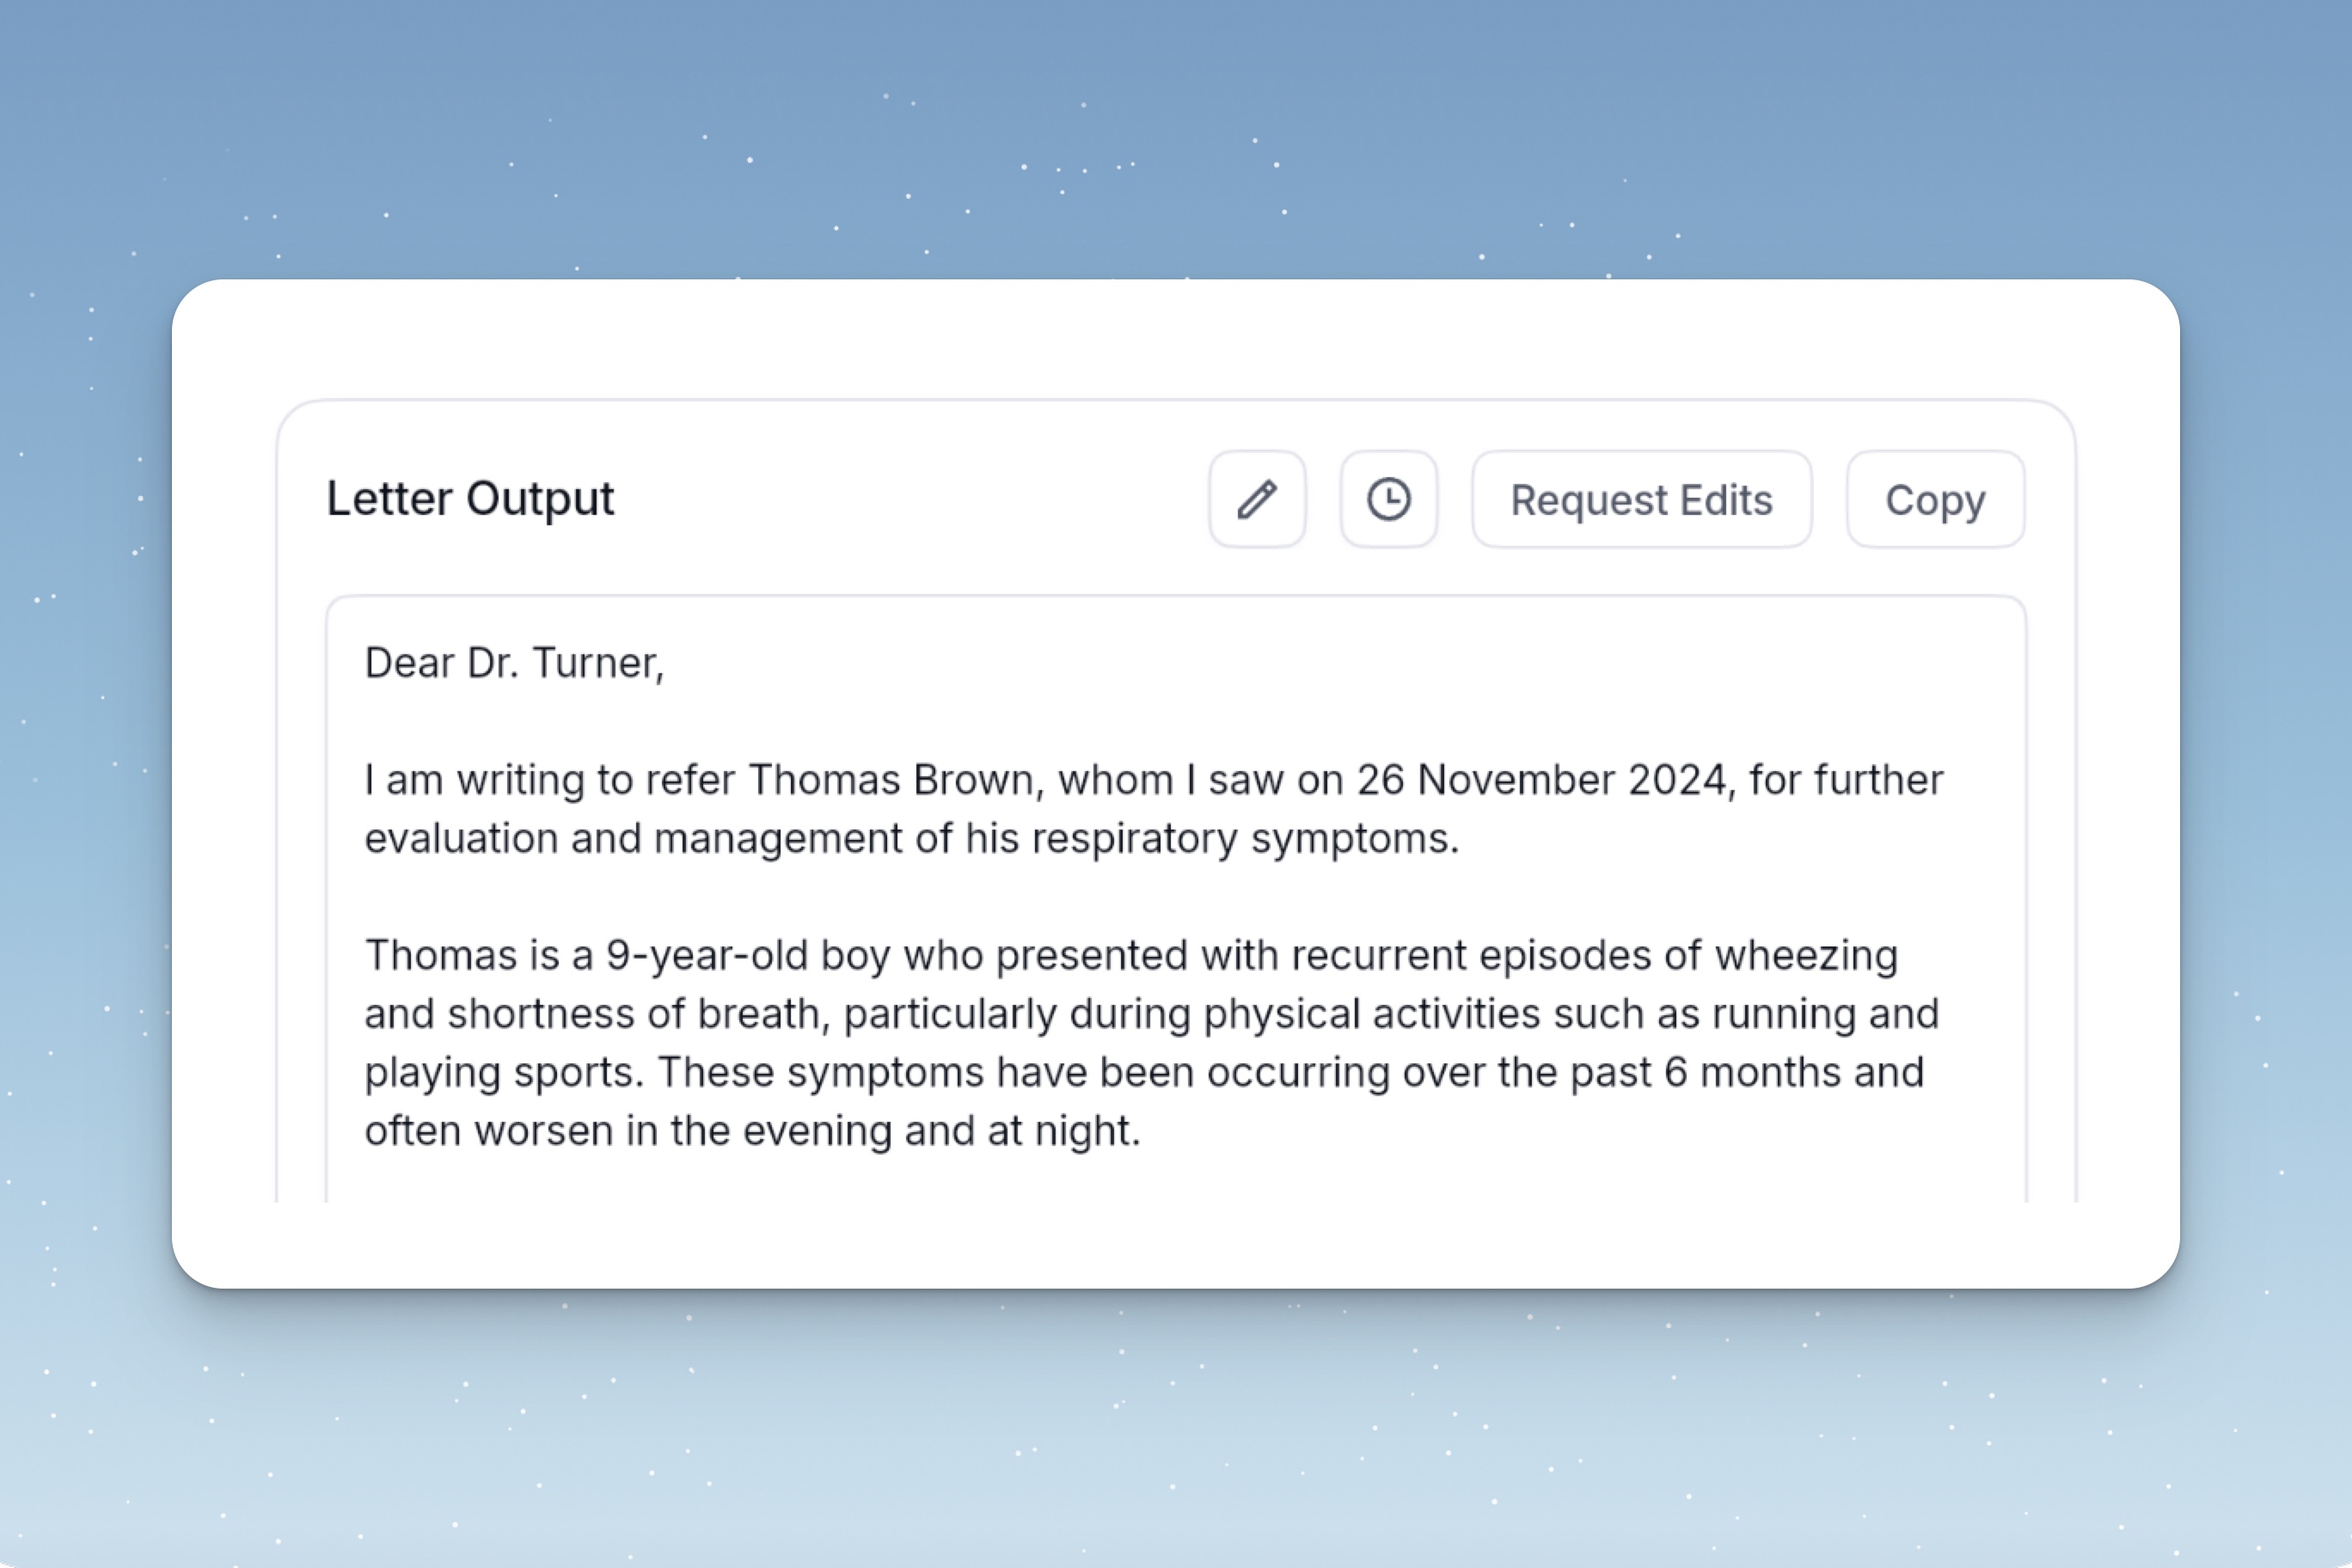 Letter Output
Request Edits
Copy
Dear Dr. Turner,
I am writing to refer Thomas Brown, whom I saw on 26 November 2024, for further
evaluation and management of his respiratory symptoms.
Thomas is a 9-year-old boy who presented with recurrent episodes of wheezing
and shortness of breath, particularly during physical activities such as running and
playing sports. These symptoms have been occurring over the past 6 months and
often worsen in the evening and at night.